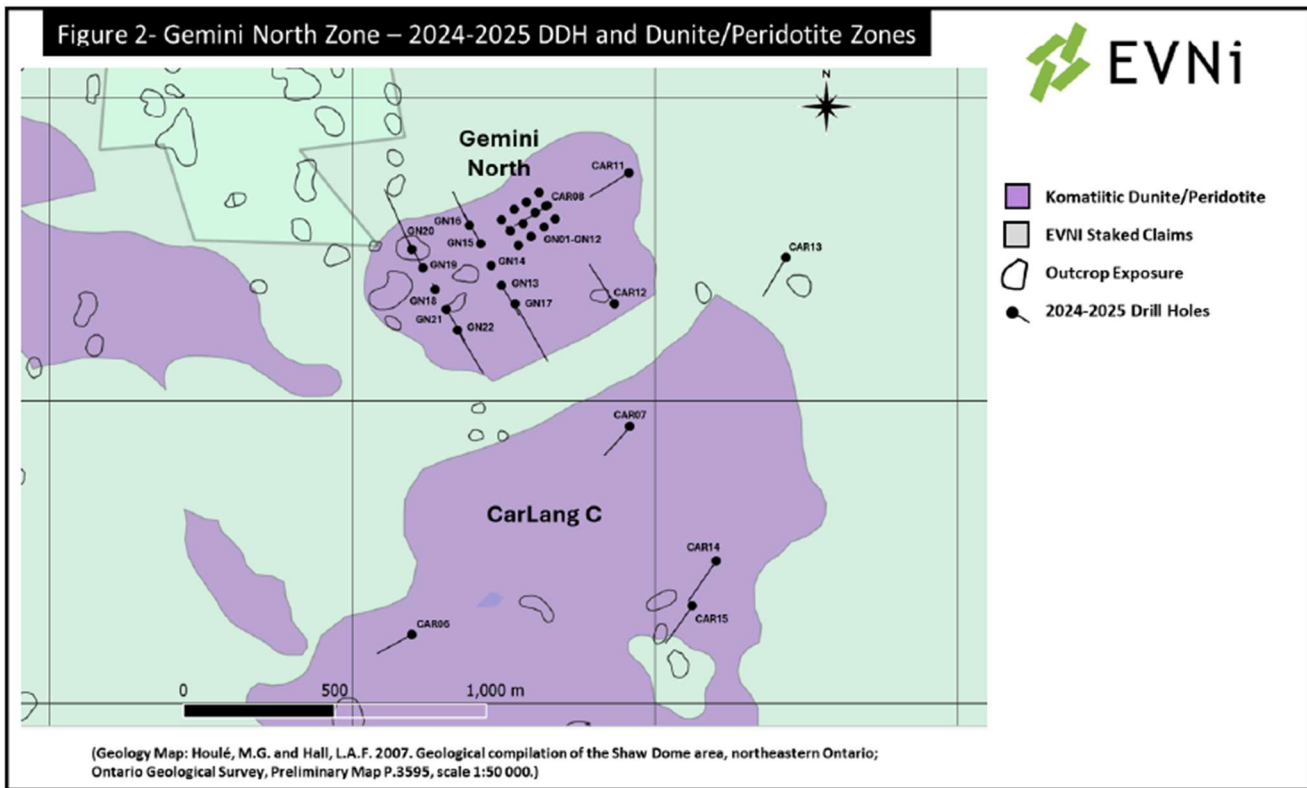 Figure 2- Gemini North Zone – 2024-2025 DDH and Dunite/Peridotite Zones
EVNi
N
Gemini
North
CAR11
CAR08
GN16
GN20
GN15
GN01-GN12
CAR13
GN14
GN19
GN13
GN18
CAR12
GN17
GN21
GN22
Komatiitic Dunite/Peridotite
EVNI Staked Claims
Outcrop Exposure
2024-2025 Drill Holes
CAR07
CarLang C
CAR14
CAR15
CAR06
0 500 1,000 m
(Geology Map: Houlé, M.G. and Hall, L.A.F. 2007. Geological compilation of the Shaw Dome area, northeastern Ontario;
Ontario Geological Survey, Preliminary Map P.3595, scale 1:50 000.)